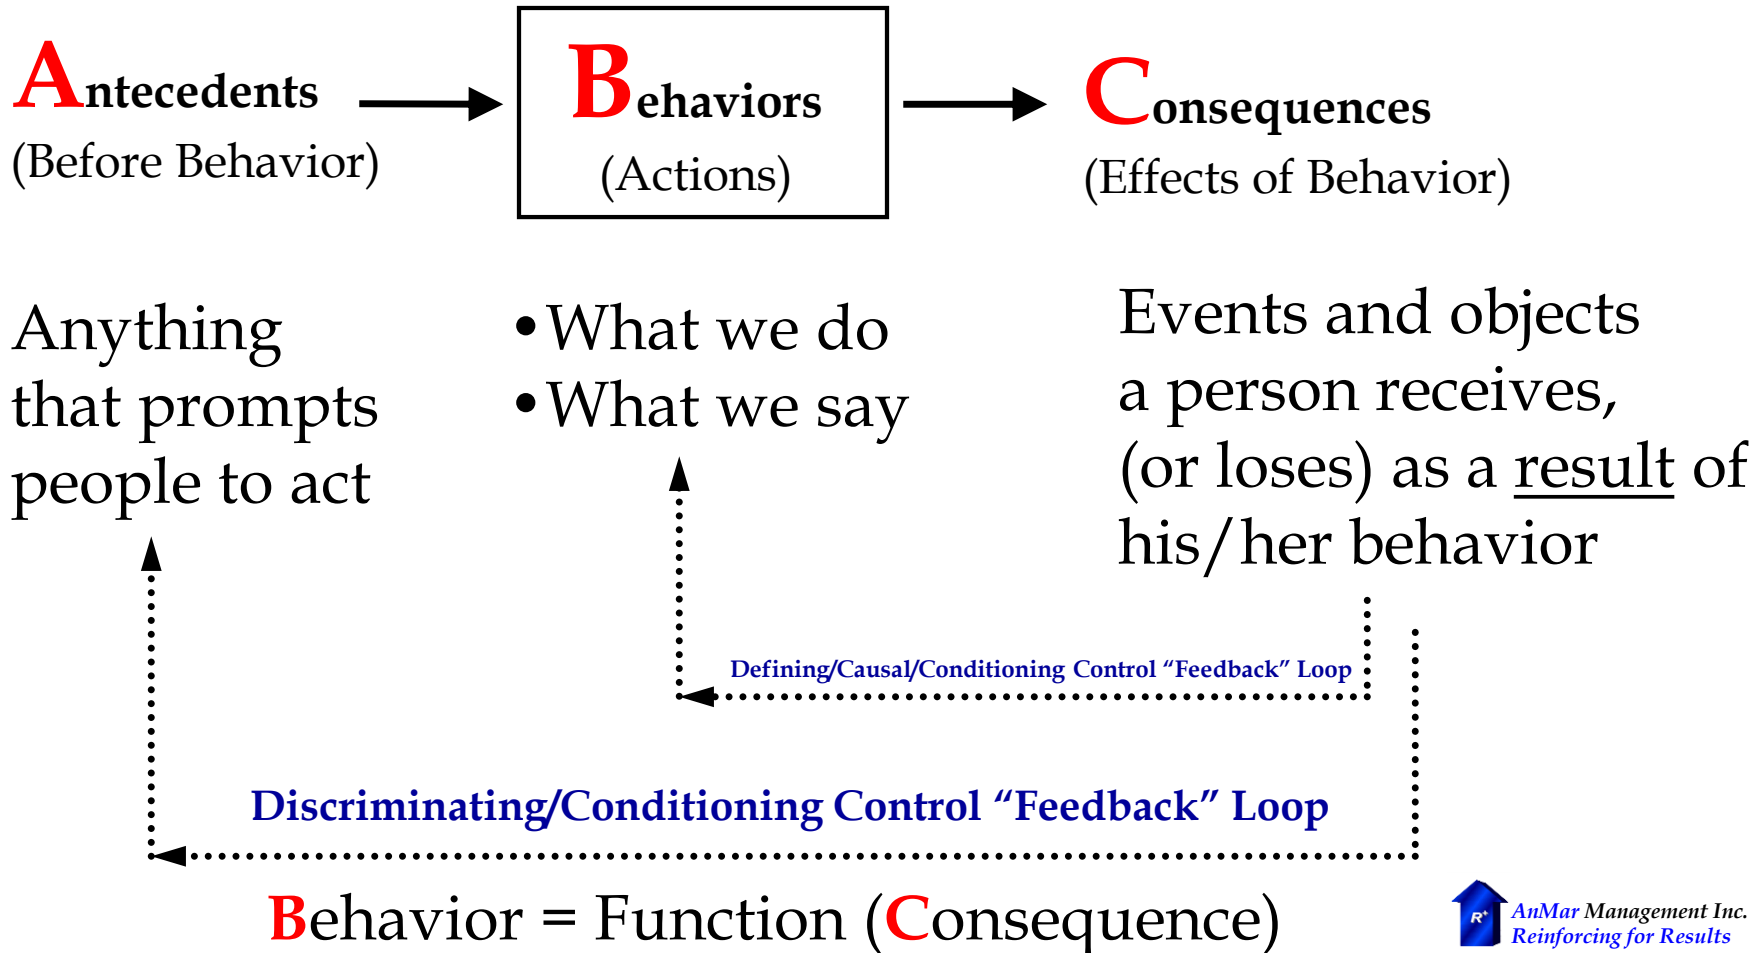 Antecedents
(Before Behavior)
Behaviors
(Actions)
Consequences
(Effects of Behavior)
Anything
that prompts
people to act
•What we do
•What we say
Events and objects
a person receives,
(or loses) as a result of
his/her behavior
Defining/Causal/Conditioning Control “Feedback” Loop
Discriminating/Conditioning Control “Feedback” Loop
Behavior = Function (Consequence)
R+
AnMar Management Inc.
Reinforcing for Results